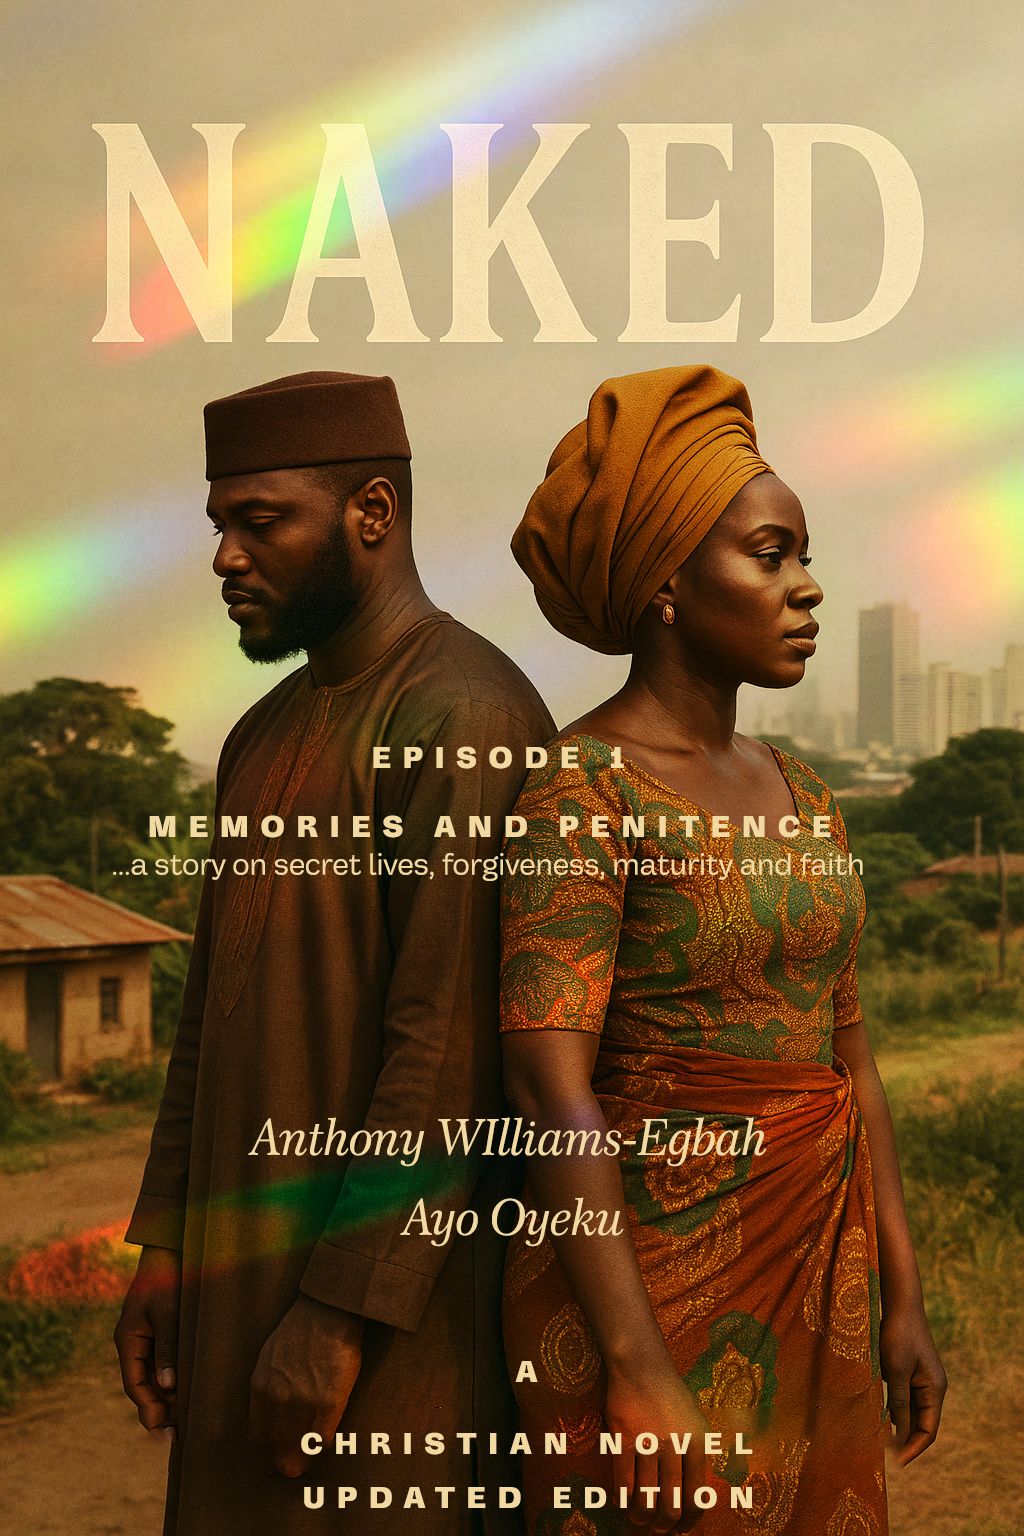 NAKED
EPISODE 1
MEMORIES AND PENITENCE
...a story on secret lives, forgiveness, maturity and faith
Anthony WIlliams-Egbah
Ayo Oyeku
A
CHRISTIAN NOVEL
UPDATED EDITION